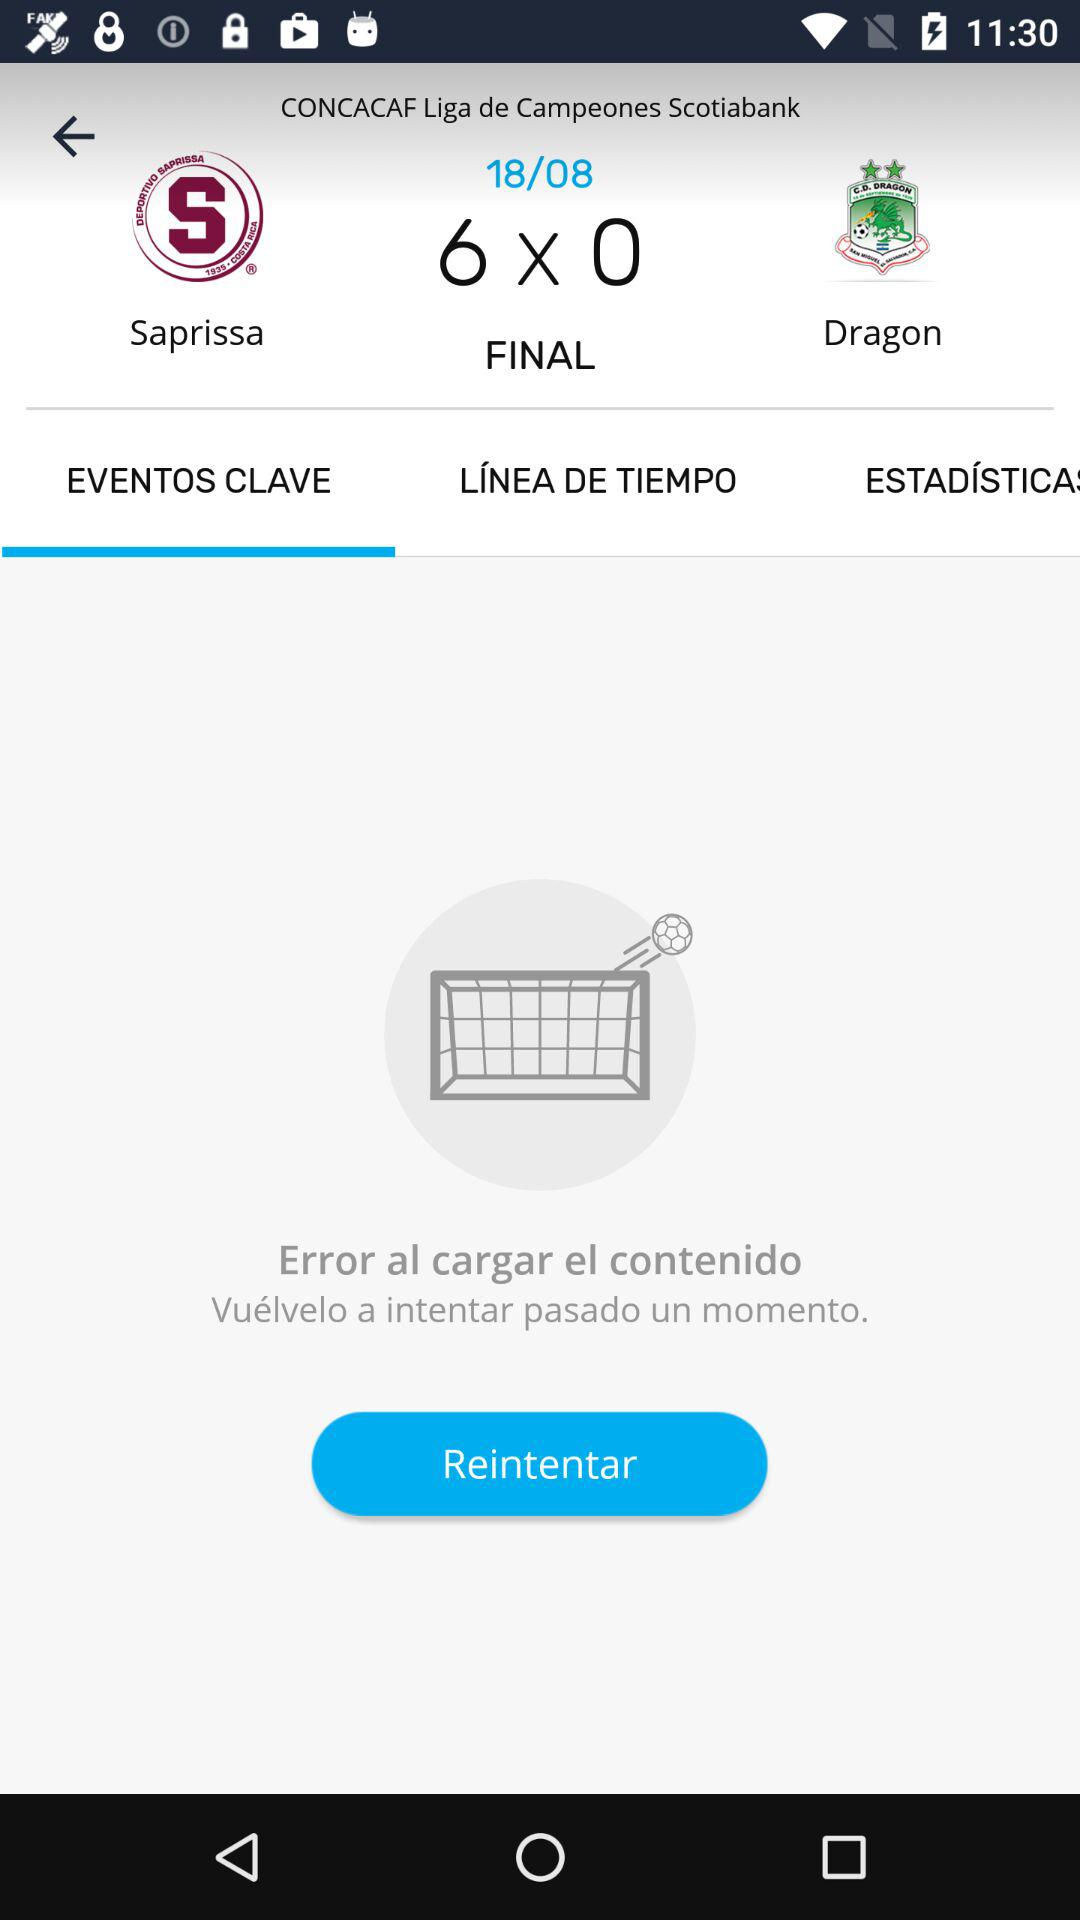 FAKE
11:30
CONCACAF Liga de Campeones Scotiabank
18/08
6 X 0
FINAL
DEPORTIVO SAPRISSA
S
1935 • COSTA RICA
®
Saprissa
C.D. DRAGON
Dragon
EVENTOS CLAVE
LÍNEA DE TIEMPO
ESTADÍSTICAS
Error al cargar el contenido
Vuélvelo a intentar pasado un momento.
Reintentar